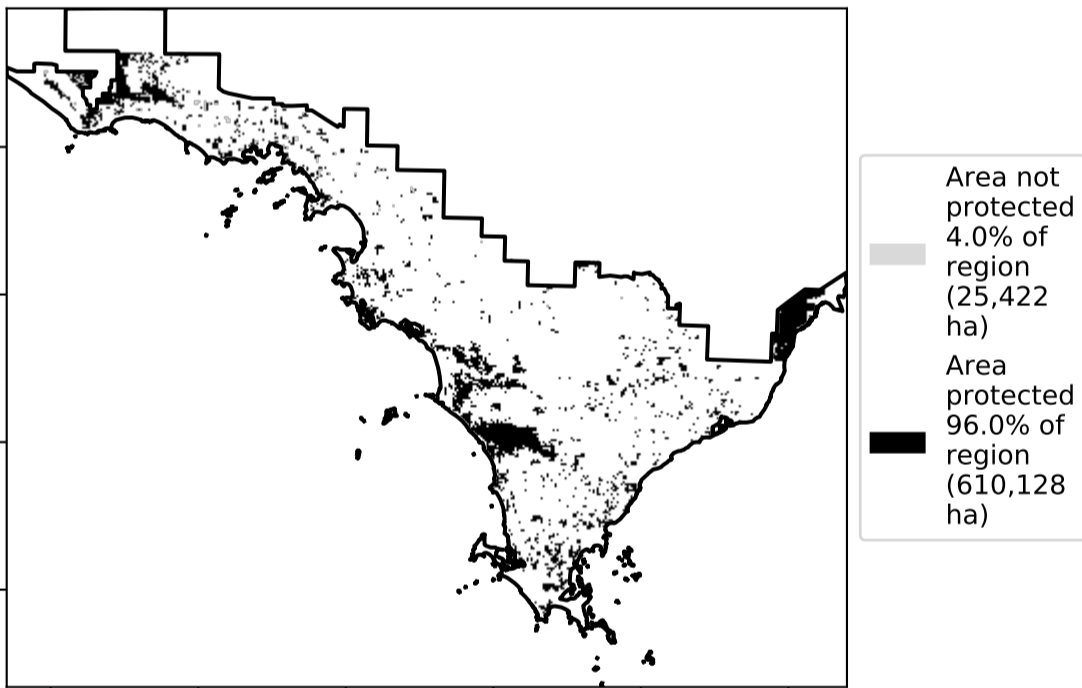 Area not
protected
4.0% of
region
(25,422
ha)
Area
protected
96.0% of
region
(610,128
ha)